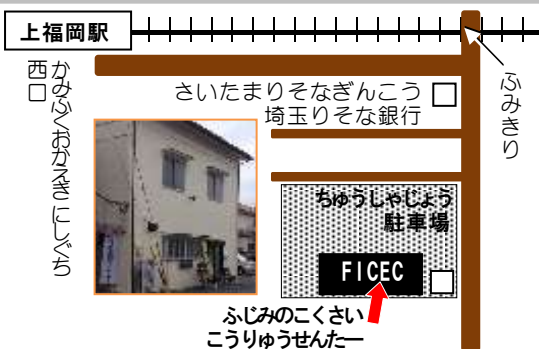 上福岡駅
西口
かみふくおかえき にしぐち
さいたまりそなぎんこう
埼玉りそな銀行
ふみきり
ちゅうしゃじょう
駐車場
FICEC
ふじみのこくさい
こうりゅうせんたー